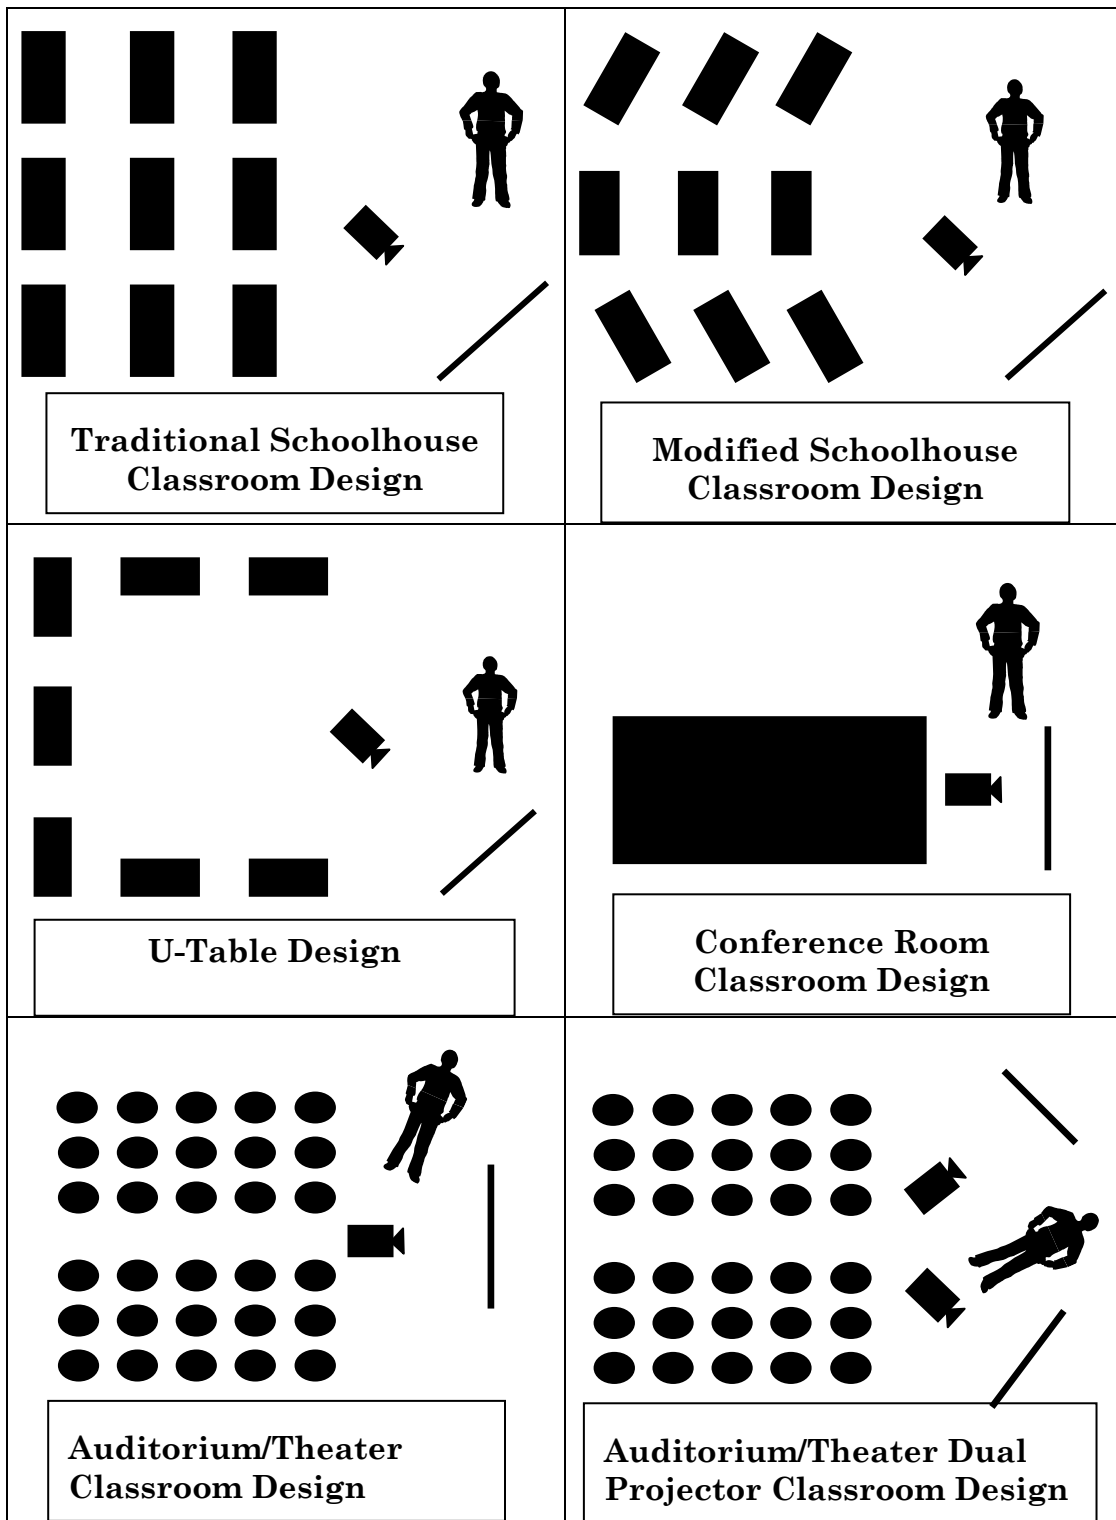 Traditional Schoolhouse
Classroom Design
Modified Schoolhouse
Classroom Design
U-Table Design
Conference Room
Classroom Design
Auditorium/Theater
Classroom Design
Auditorium/Theater Dual
Projector Classroom Design